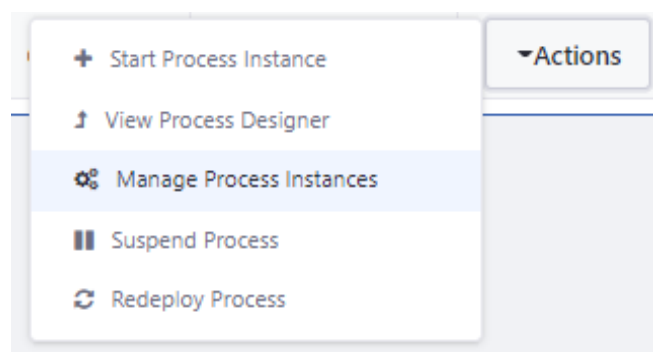 Actions
Start Process Instance
View Process Designer
Manage Process Instances
Suspend Process
Redeploy Process